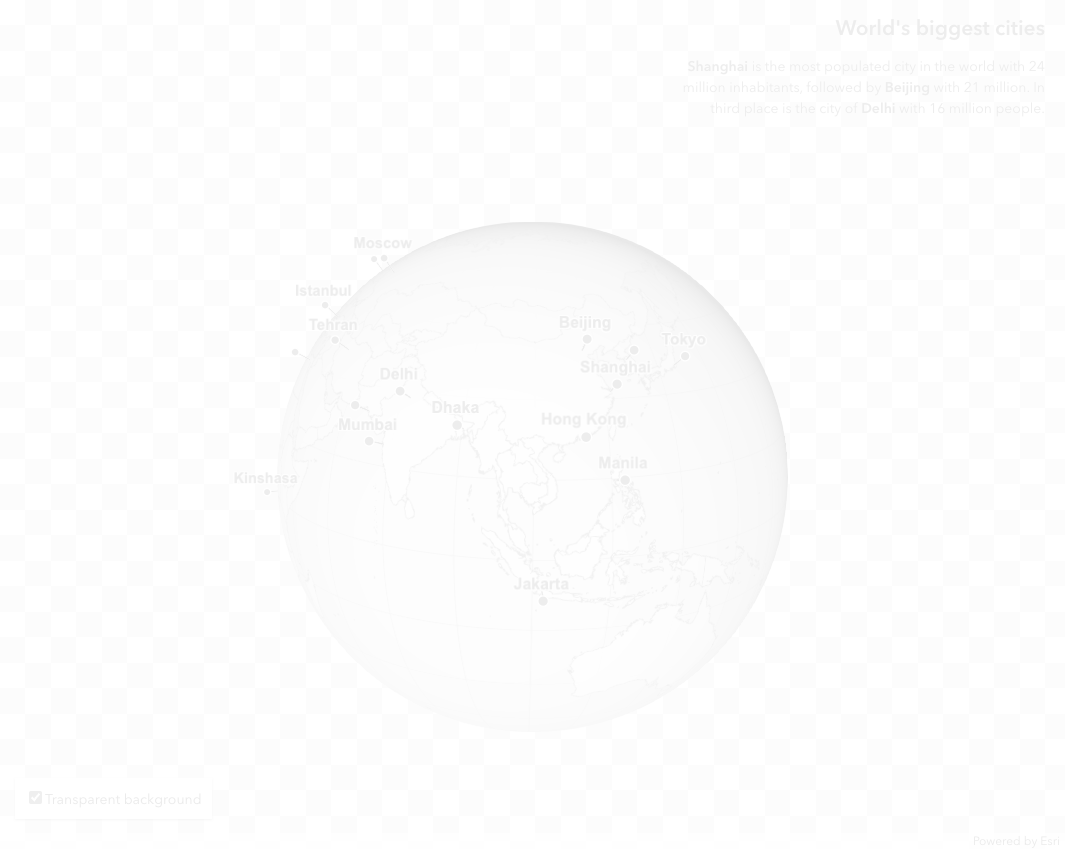 World's biggest cities
Shanghai is the most populated city in the world with 24
million inhabitants, followed by Beijing with 21 million. In
third place is the city of Delhi with 16 million people.
Moscow
Istanbul
Tehran
Beijing
Tokyo
Shanghai
Delhi
Dhaka
Hong Kong
Mumbai
Manila
Kinshasa
Jakarta
Transparent background
Powered by Esri